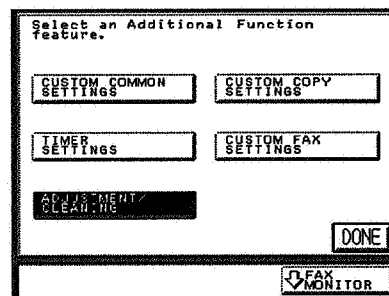 Select an Additional Function
feature.
CUSTOM COMMON
SETTINGS
CUSTOM COPY
SETTINGS
TIMER
SETTINGS
CUSTOM FAX
SETTINGS
ADJUSTMENT/
CLEANING
DONE
FAX
MONITOR